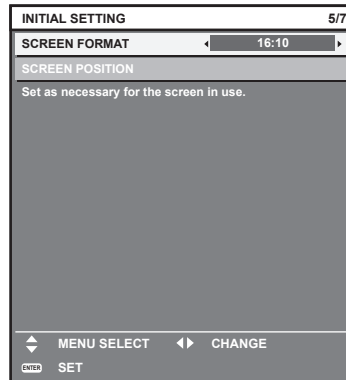 INITIAL SETTING 5/7
SCREEN FORMAT 16:10
SCREEN POSITION
Set as necessary for the screen in use.
MENU SELECT CHANGE
ENTER SET